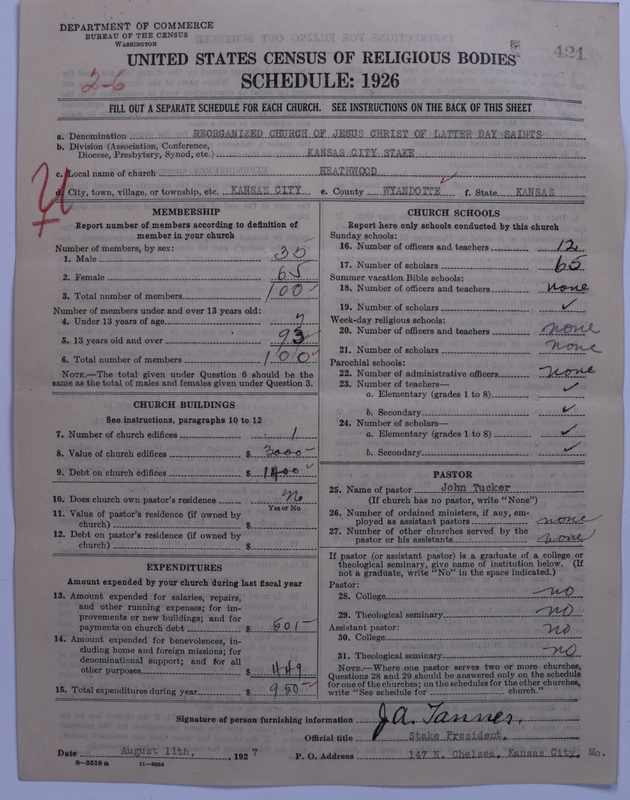 DEPARTMENT OF COMMERCE
BUREAU OF THE CENSUS
WASHINGTON
421
UNITED STATES CENSUS OF RELIGIOUS BODIES
2-6
SCHEDULE: 1926
FILL OUT A SEPARATE SCHEDULE FOR EACH CHURCH. SEE INSTRUCTIONS ON THE BACK OF THIS SHEET
a. Denomination REORGANIZED CHURCH OF JESUS CHRIST OF LATTER DAY SAINTS
b. Division (Association, Conference,
Diocese, Presbytery, Synod, etc.) KANSAS CITY STAKE
c. Local name of church HEATHWOOD
d. City, town, village, or township, etc. KANSAS CITY e. County WYANDOTTE ✓ f. State KANSAS
MEMBERSHIP
Report number of members according to definition of
member in your church
Number of members, by sex:
1. Male 35
2. Female 65
3. Total number of members 100 ✓
Number of members under and over 13 years old:
4. Under 13 years of age 7
5. 13 years old and over 93
6. Total number of members 100 ✓
NOTE.—The total given under Question 6 should be the
same as the total of males and females given under Question 3.
CHURCH BUILDINGS
See instructions, paragraphs 10 to 12
7. Number of church edifices 1
8. Value of church edifices $ 3000 —
9. Debt on church edifices $ 1400 ✓
10. Does church own pastor's residence No
Yes or No
11. Value of pastor's residence (if owned by
church) $
12. Debt on pastor's residence (if owned by
church) $
EXPENDITURES
Amount expended by your church during last fiscal year
13. Amount expended for salaries, repairs,
and other running expenses; for im-
provements or new buildings; and for
payments on church debt $ 501 —
14. Amount expended for benevolences, in-
cluding home and foreign missions; for
denominational support; and for all
other purposes $ 449
15. Total expenditures during year $ 950 — ✓
CHURCH SCHOOLS
Report here only schools conducted by this church
Sunday schools:
16. Number of officers and teachers 12
17. Number of scholars 65
Summer vacation Bible schools:
18. Number of officers and teachers none
19. Number of scholars ✓
Week-day religious schools:
20. Number of officers and teachers none
21. Number of scholars none
Parochial schools:
22. Number of administrative officers none
23. Number of teachers—
a. Elementary (grades 1 to 8) ✓
b. Secondary ✓
24. Number of scholars—
a. Elementary (grades 1 to 8) ✓
b. Secondary ✓
PASTOR
25. Name of pastor John Tucker
(If church has no pastor, write "None")
26. Number of ordained ministers, if any, em-
ployed as assistant pastors none
27. Number of other churches served by the
pastor or his assistants none
If pastor (or assistant pastor) is a graduate of a college or
theological seminary, give name of institution below. (If
not a graduate, write "No" in the space indicated.)
Pastor:
28. College no
29. Theological seminary no
Assistant pastor:
30. College no
31. Theological seminary no
NOTE.—Where one pastor serves two or more churches,
Questions 28 and 29 should be answered only on the schedule
for one of the churches; on the schedules for the other churches,
write "See schedule for church."
Signature of person furnishing information J.A. Tanner.
Official title Stake President.
Date August 11th, , 1927 P. O. Address 147 N. Chelsea, Kansas City, Mo.
8—5518 a 11—9054